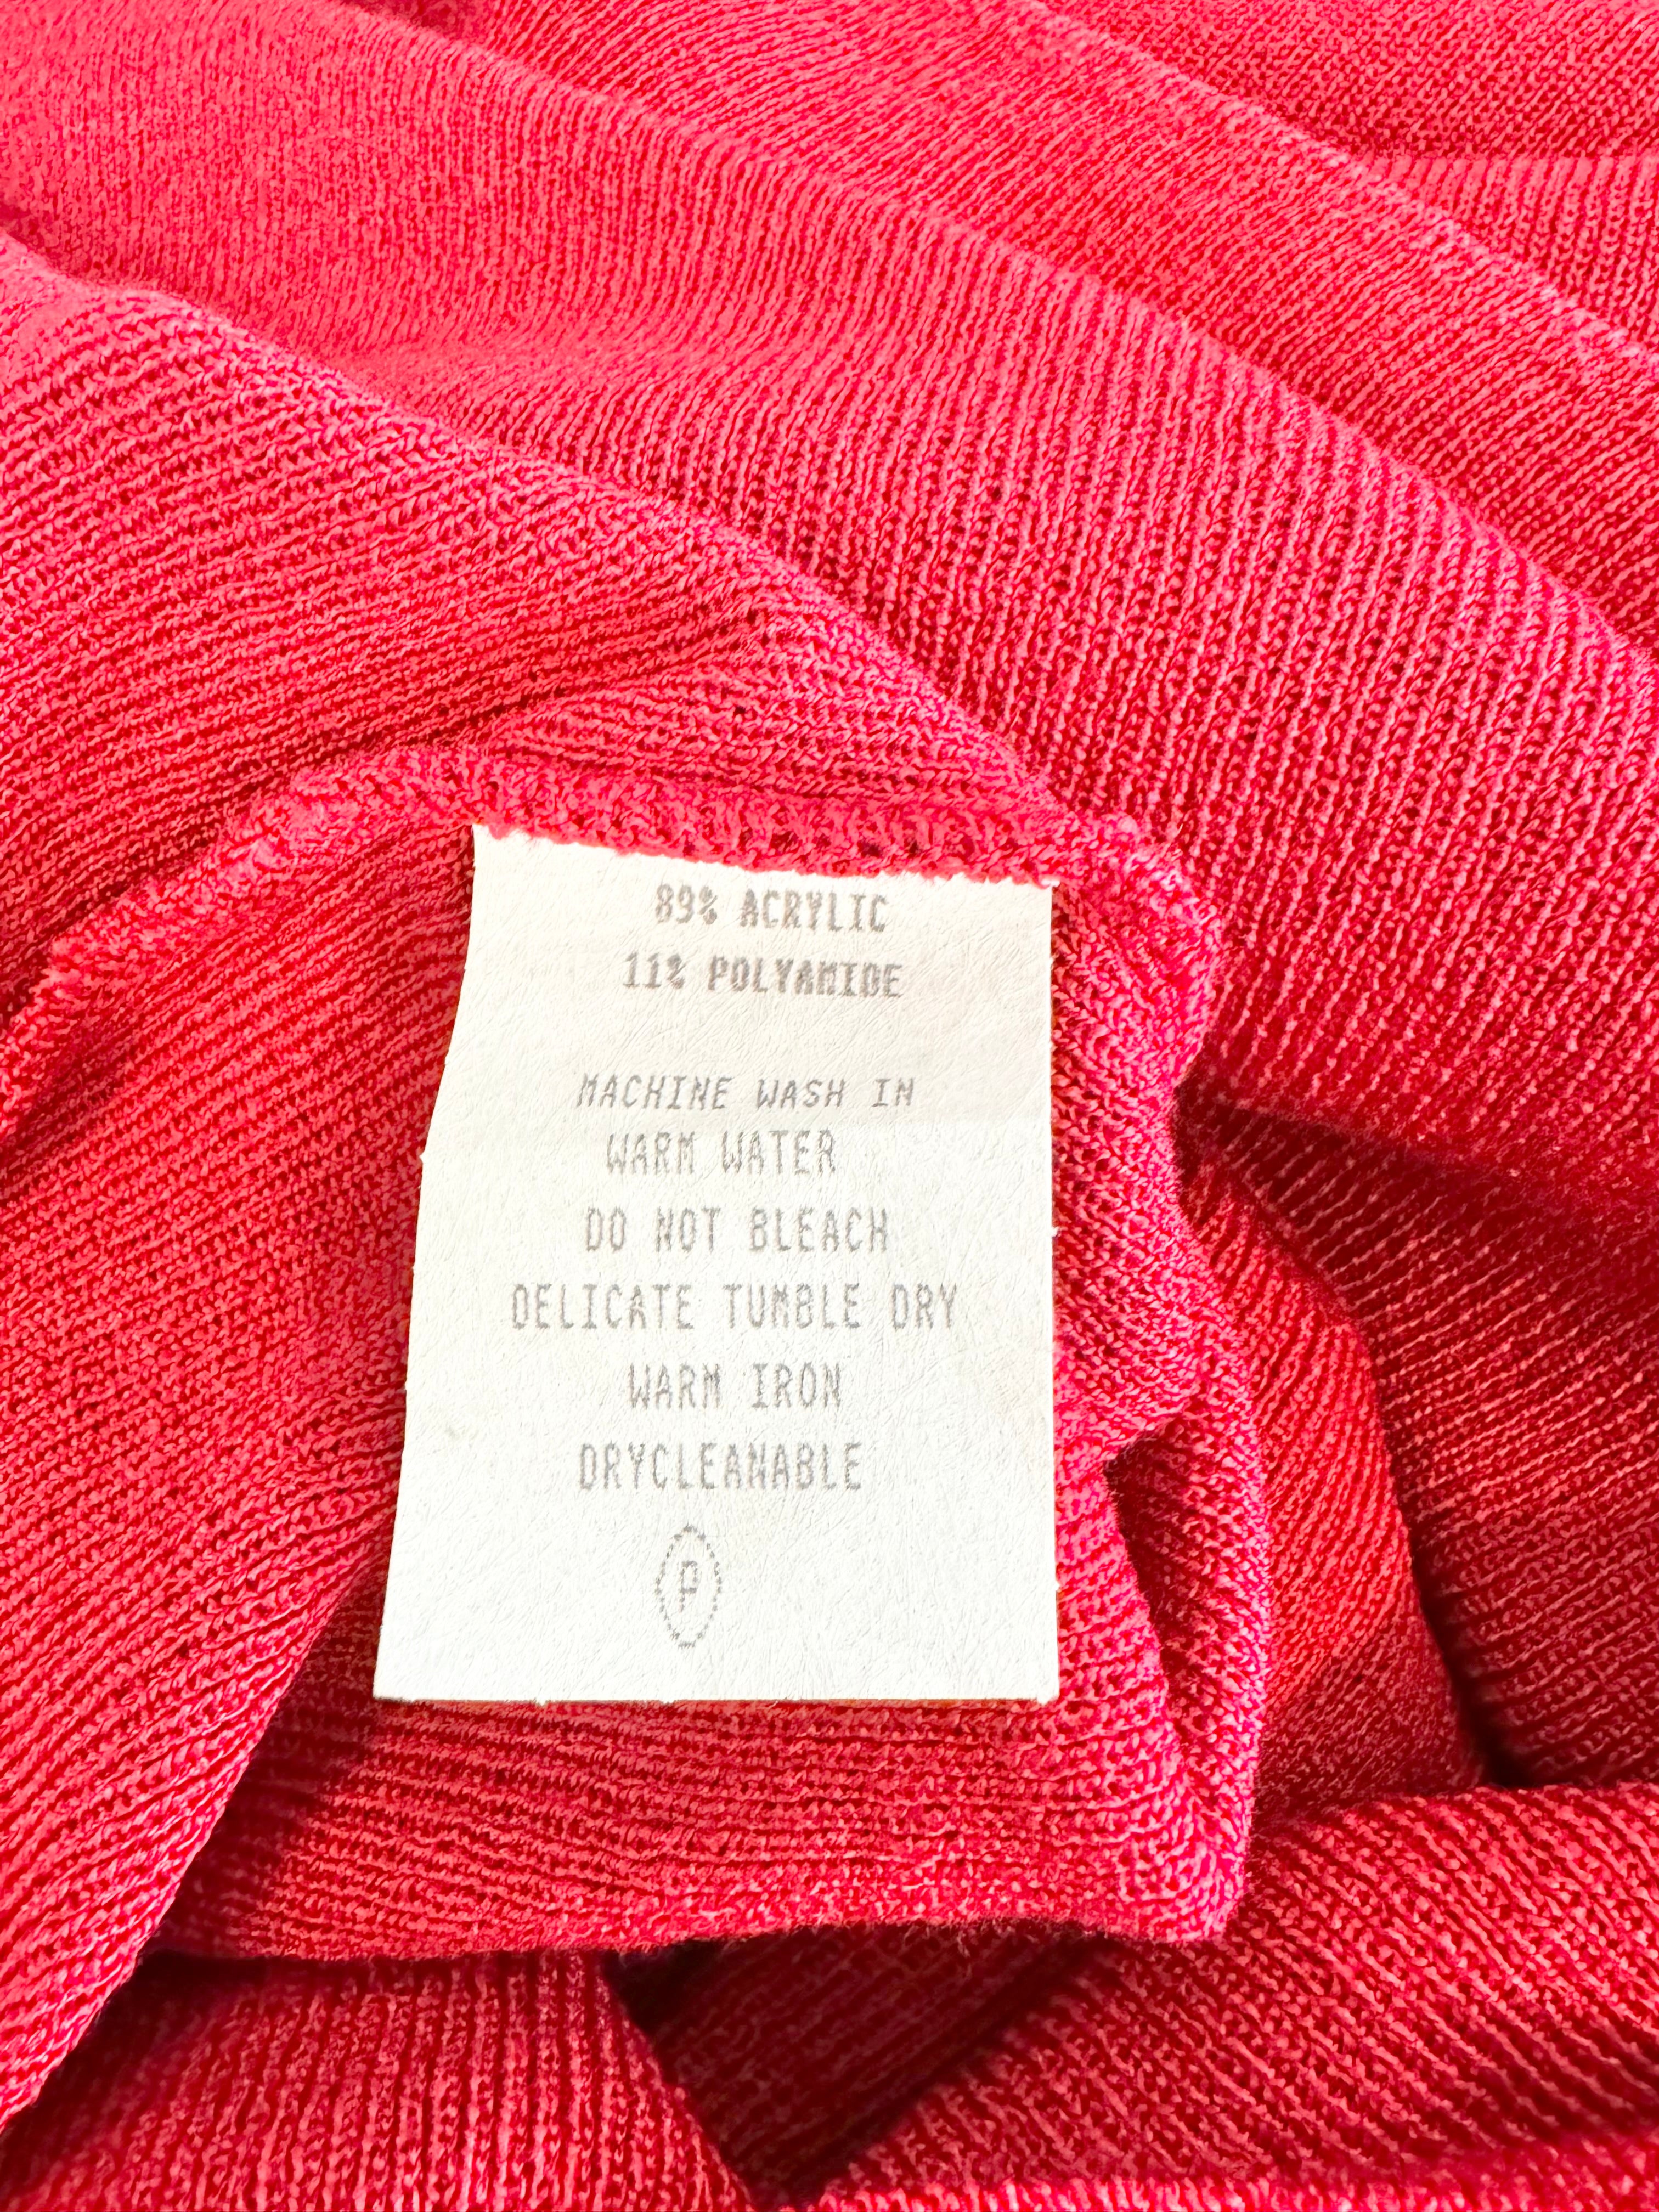 89% ACRYLIC
11% POLYAMIDE
MACHINE WASH IN
WARM WATER
DO NOT BLEACH
DELICATE TUMBLE DRY
WARM IRON
DRYCLEANABLE
P